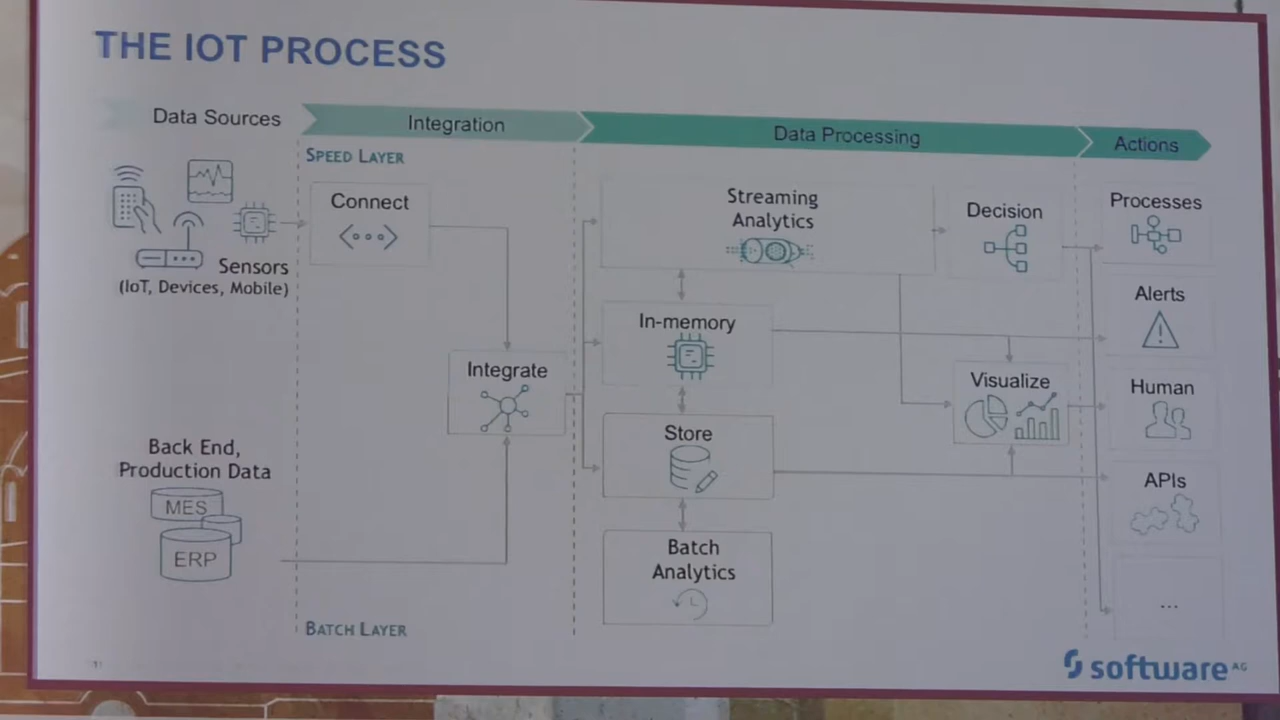 THE IOT PROCESS
Data Sources
Integration
Data Processing
Actions
SPEED LAYER
Connect
Streaming
Analytics
Decision
Processes
Sensors
(IoT, Devices, Mobile)
Alerts
In-memory
Integrate
Visualize
Human
Store
Back End,
Production Data
MES
ERP
APIs
Batch
Analytics
...
BATCH LAYER
software AG